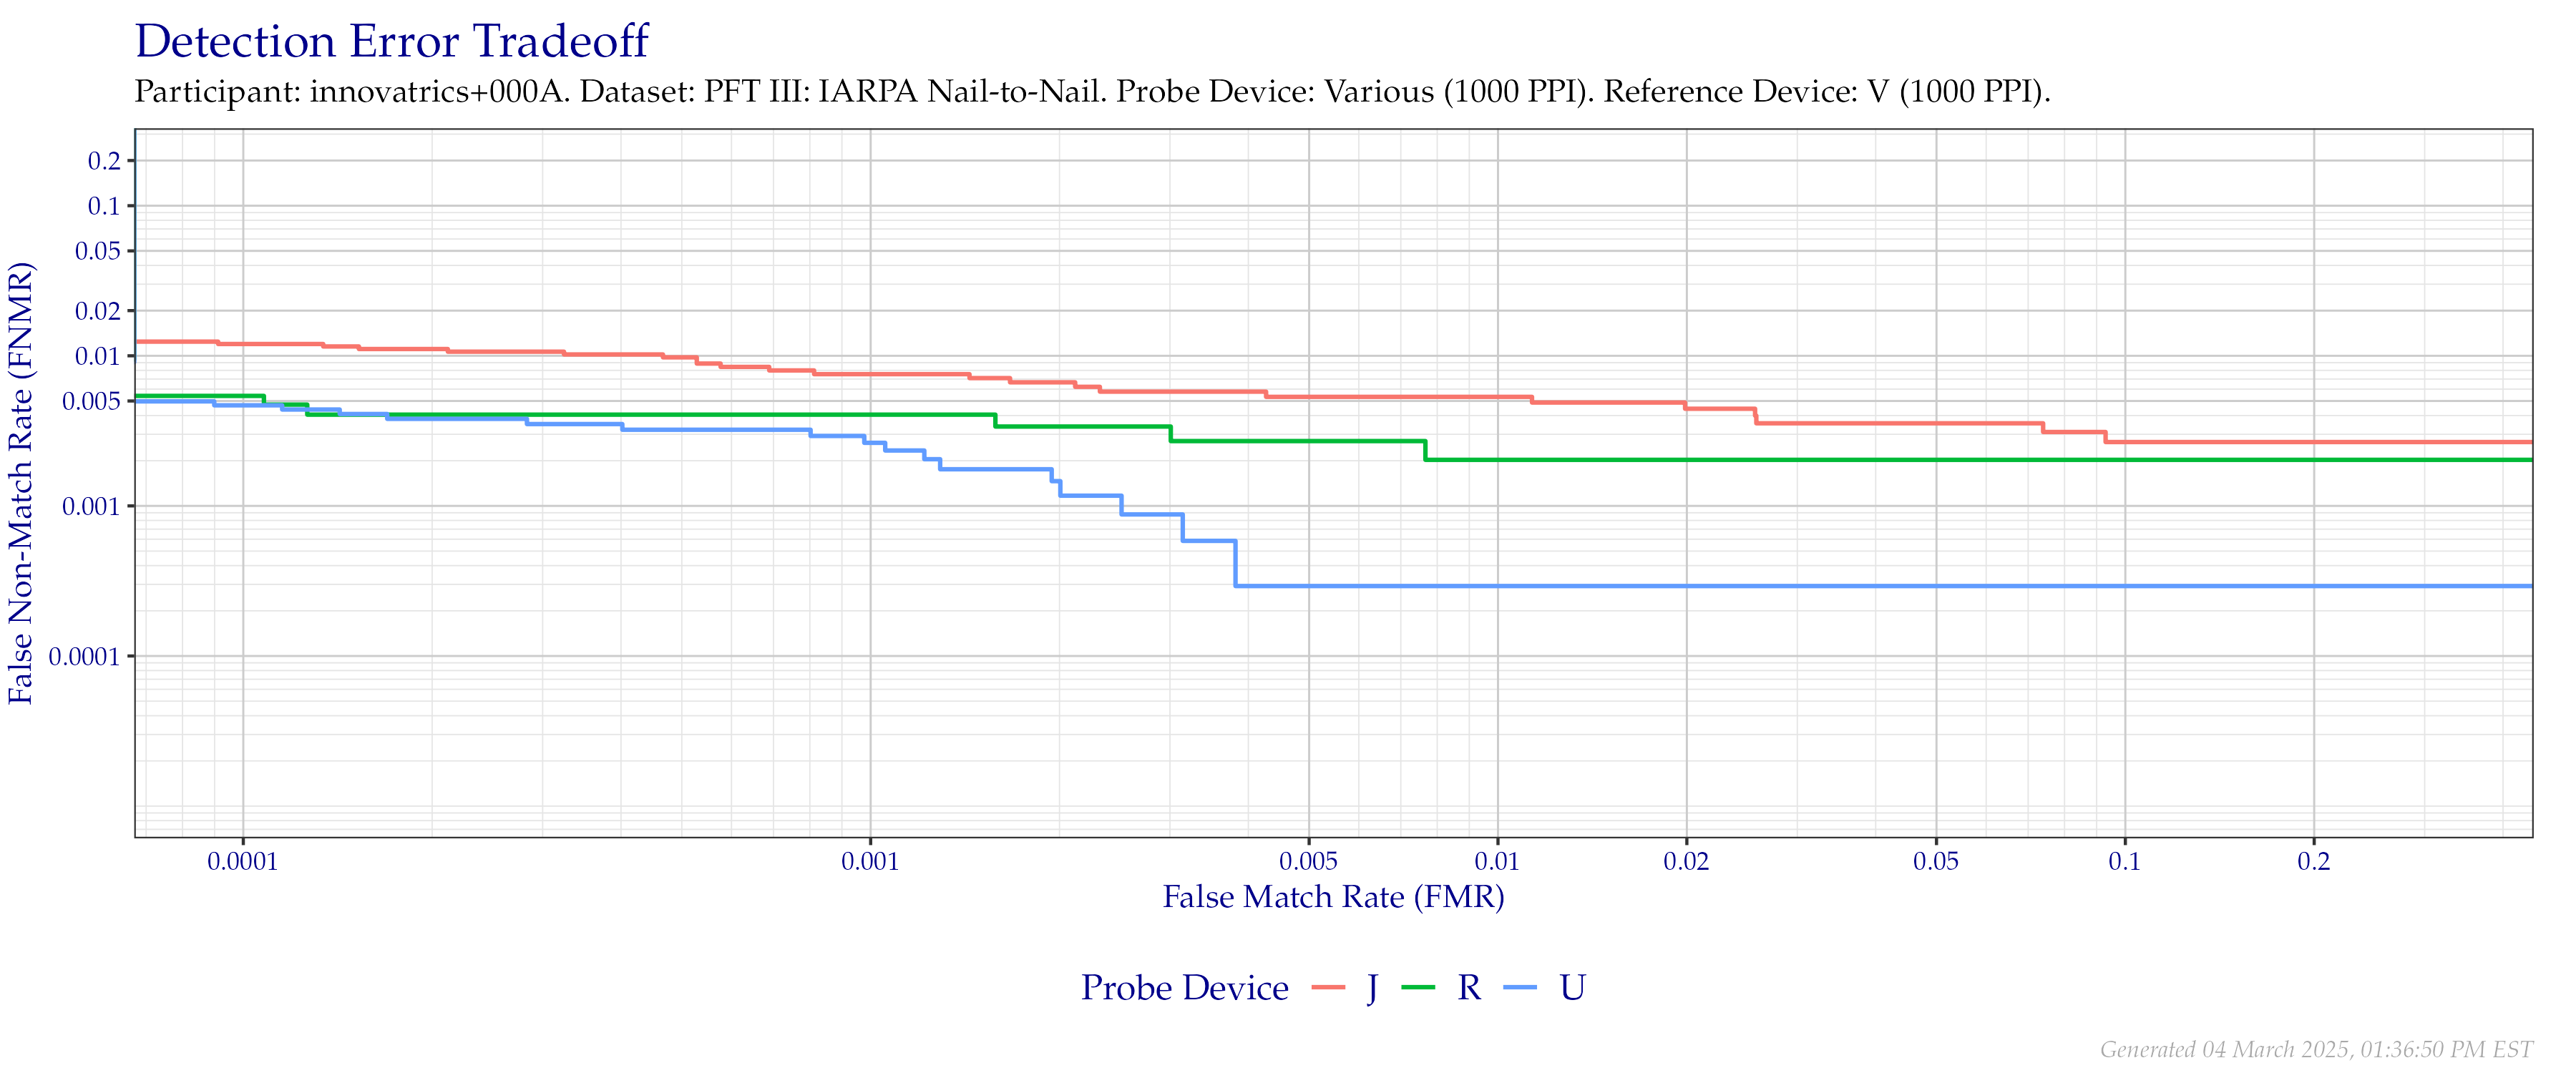 Detection Error Tradeoff
Participant: innovatrics+000A. Dataset: PFT III: IARPA Nail-to-Nail. Probe Device: Various (1000 PPI). Reference Device: V (1000 PPI).
False Non-Match Rate (FNMR)
0.2
0.1
0.05
0.02
0.01
0.005
0.001
0.0001
0.0001 0.001 0.005 0.01 0.02 0.05 0.1 0.2
False Match Rate (FMR)
Probe Device J R U
Generated 04 March 2025, 01:36:50 PM EST